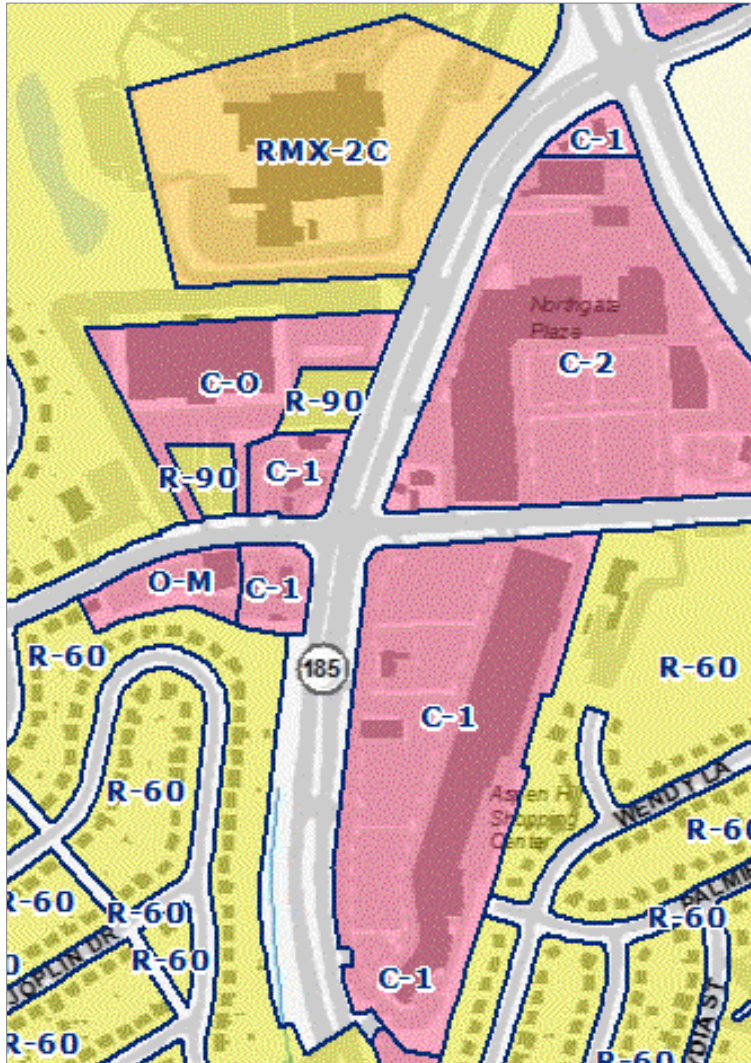 RMX-2C
C-1
Northgate
Plaza
C-2
C-O
R-90
C-1
R-90
O-M
C-1
R-60
185
R-60
C-1
R-60
Aspen Hill
Shopping
Center
WENDY LA
R-60
R-60
R-60
R-60
JOPLIN DR
R-60
C-1
R-60
R-60